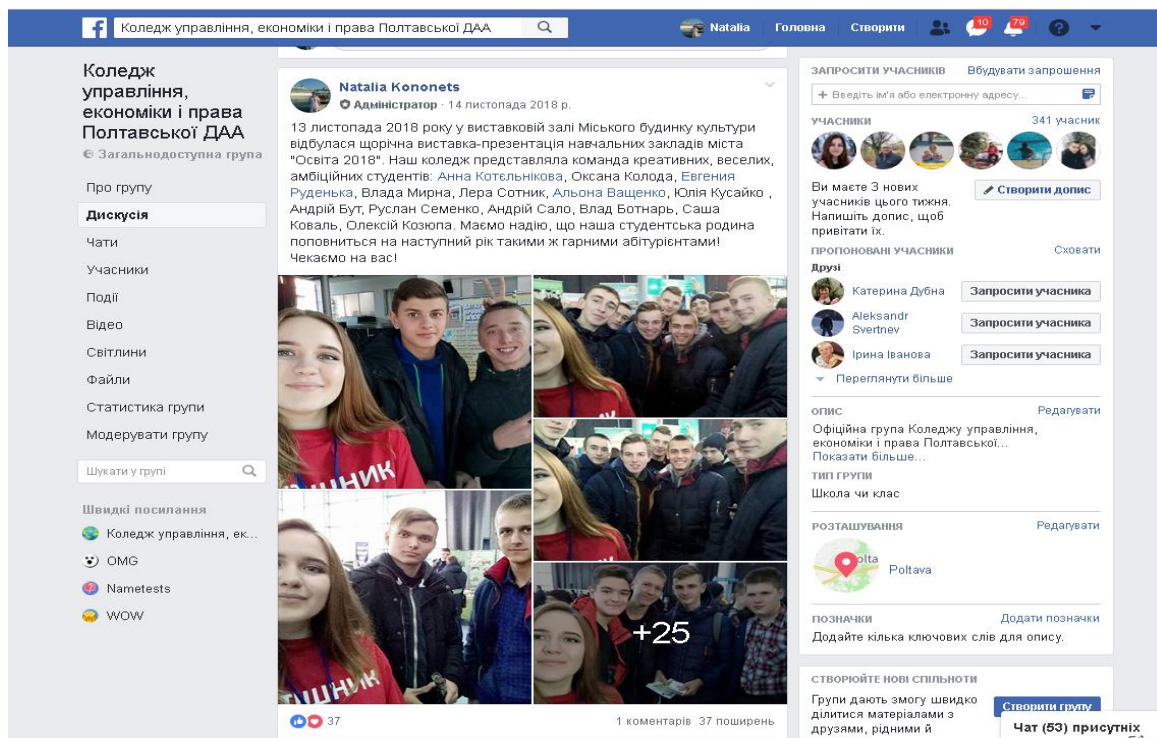 Коледж управління, економіки і права Полтавської ДАА
Natalia
Головна
Створити
10
79
Коледж
управління,
економіки і права
Полтавської ДАА
Загальнодоступна група
Про групу
Дискусія
Чати
Учасники
Події
Відео
Світлини
Файли
Статистика групи
Модерувати групу
Шукати у групі
Швидкі посилання
Коледж управління, ек...
OMG
Nametests
WOW
Natalia Kononets
Адміністратор · 14 листопада 2018 р.
13 листопада 2018 року у виставковій залі Міського будинку культури
відбулася щорічна виставка-презентація навчальних закладів міста
"Освіта 2018". Наш коледж представляла команда креативних, веселих,
амбіційних студентів: Анна Котєльнікова, Оксана Колода, Евгения
Руденька, Влада Мирна, Лера Сотник, Альона Ващенко, Юлія Кусайко ,
Андрій Бут, Руслан Семенко, Андрій Сало, Влад Ботнарь, Саша
Коваль, Олексій Козюпа. Маємо надію, що наша студентська родина
поповниться на наступний рік такими ж гарними абітурієнтами!
Чекаємо на вас!
+25
37
1 коментарів 37 поширень
ЗАПРОСИТИ УЧАСНИКІВ
Вбудувати запрошення
+ Введіть ім'я або електронну адресу...
УЧАСНИКИ
341 учасник
Ви маєте 3 нових
учасників цього тижня.
Напишіть допис, щоб
привітати їх.
Створити допис
ПРОПОНОВАНІ УЧАСНИКИ
Сховати
Друзі
Катерина Дубна
Запросити учасника
Aleksandr
Svertnev
Запросити учасника
Ірина Іванова
Запросити учасника
Переглянути більше
ОПИС
Редагувати
Офіційна група Коледжу управління,
економіки і права Полтавської...
Показати більше...
ТИП ГРУПИ
Школа чи клас
РОЗТАШУВАННЯ
Редагувати
olta
Poltava
ПОЗНАЧКИ
Додати позначки
Додайте кілька ключових слів для опису.
СТВОРЮЙТЕ НОВІ СПІЛЬНОТИ
Групи дають змогу швидко
ділитися матеріалами з
друзями, рідними й
Створити групу
Чат (53) присутніх